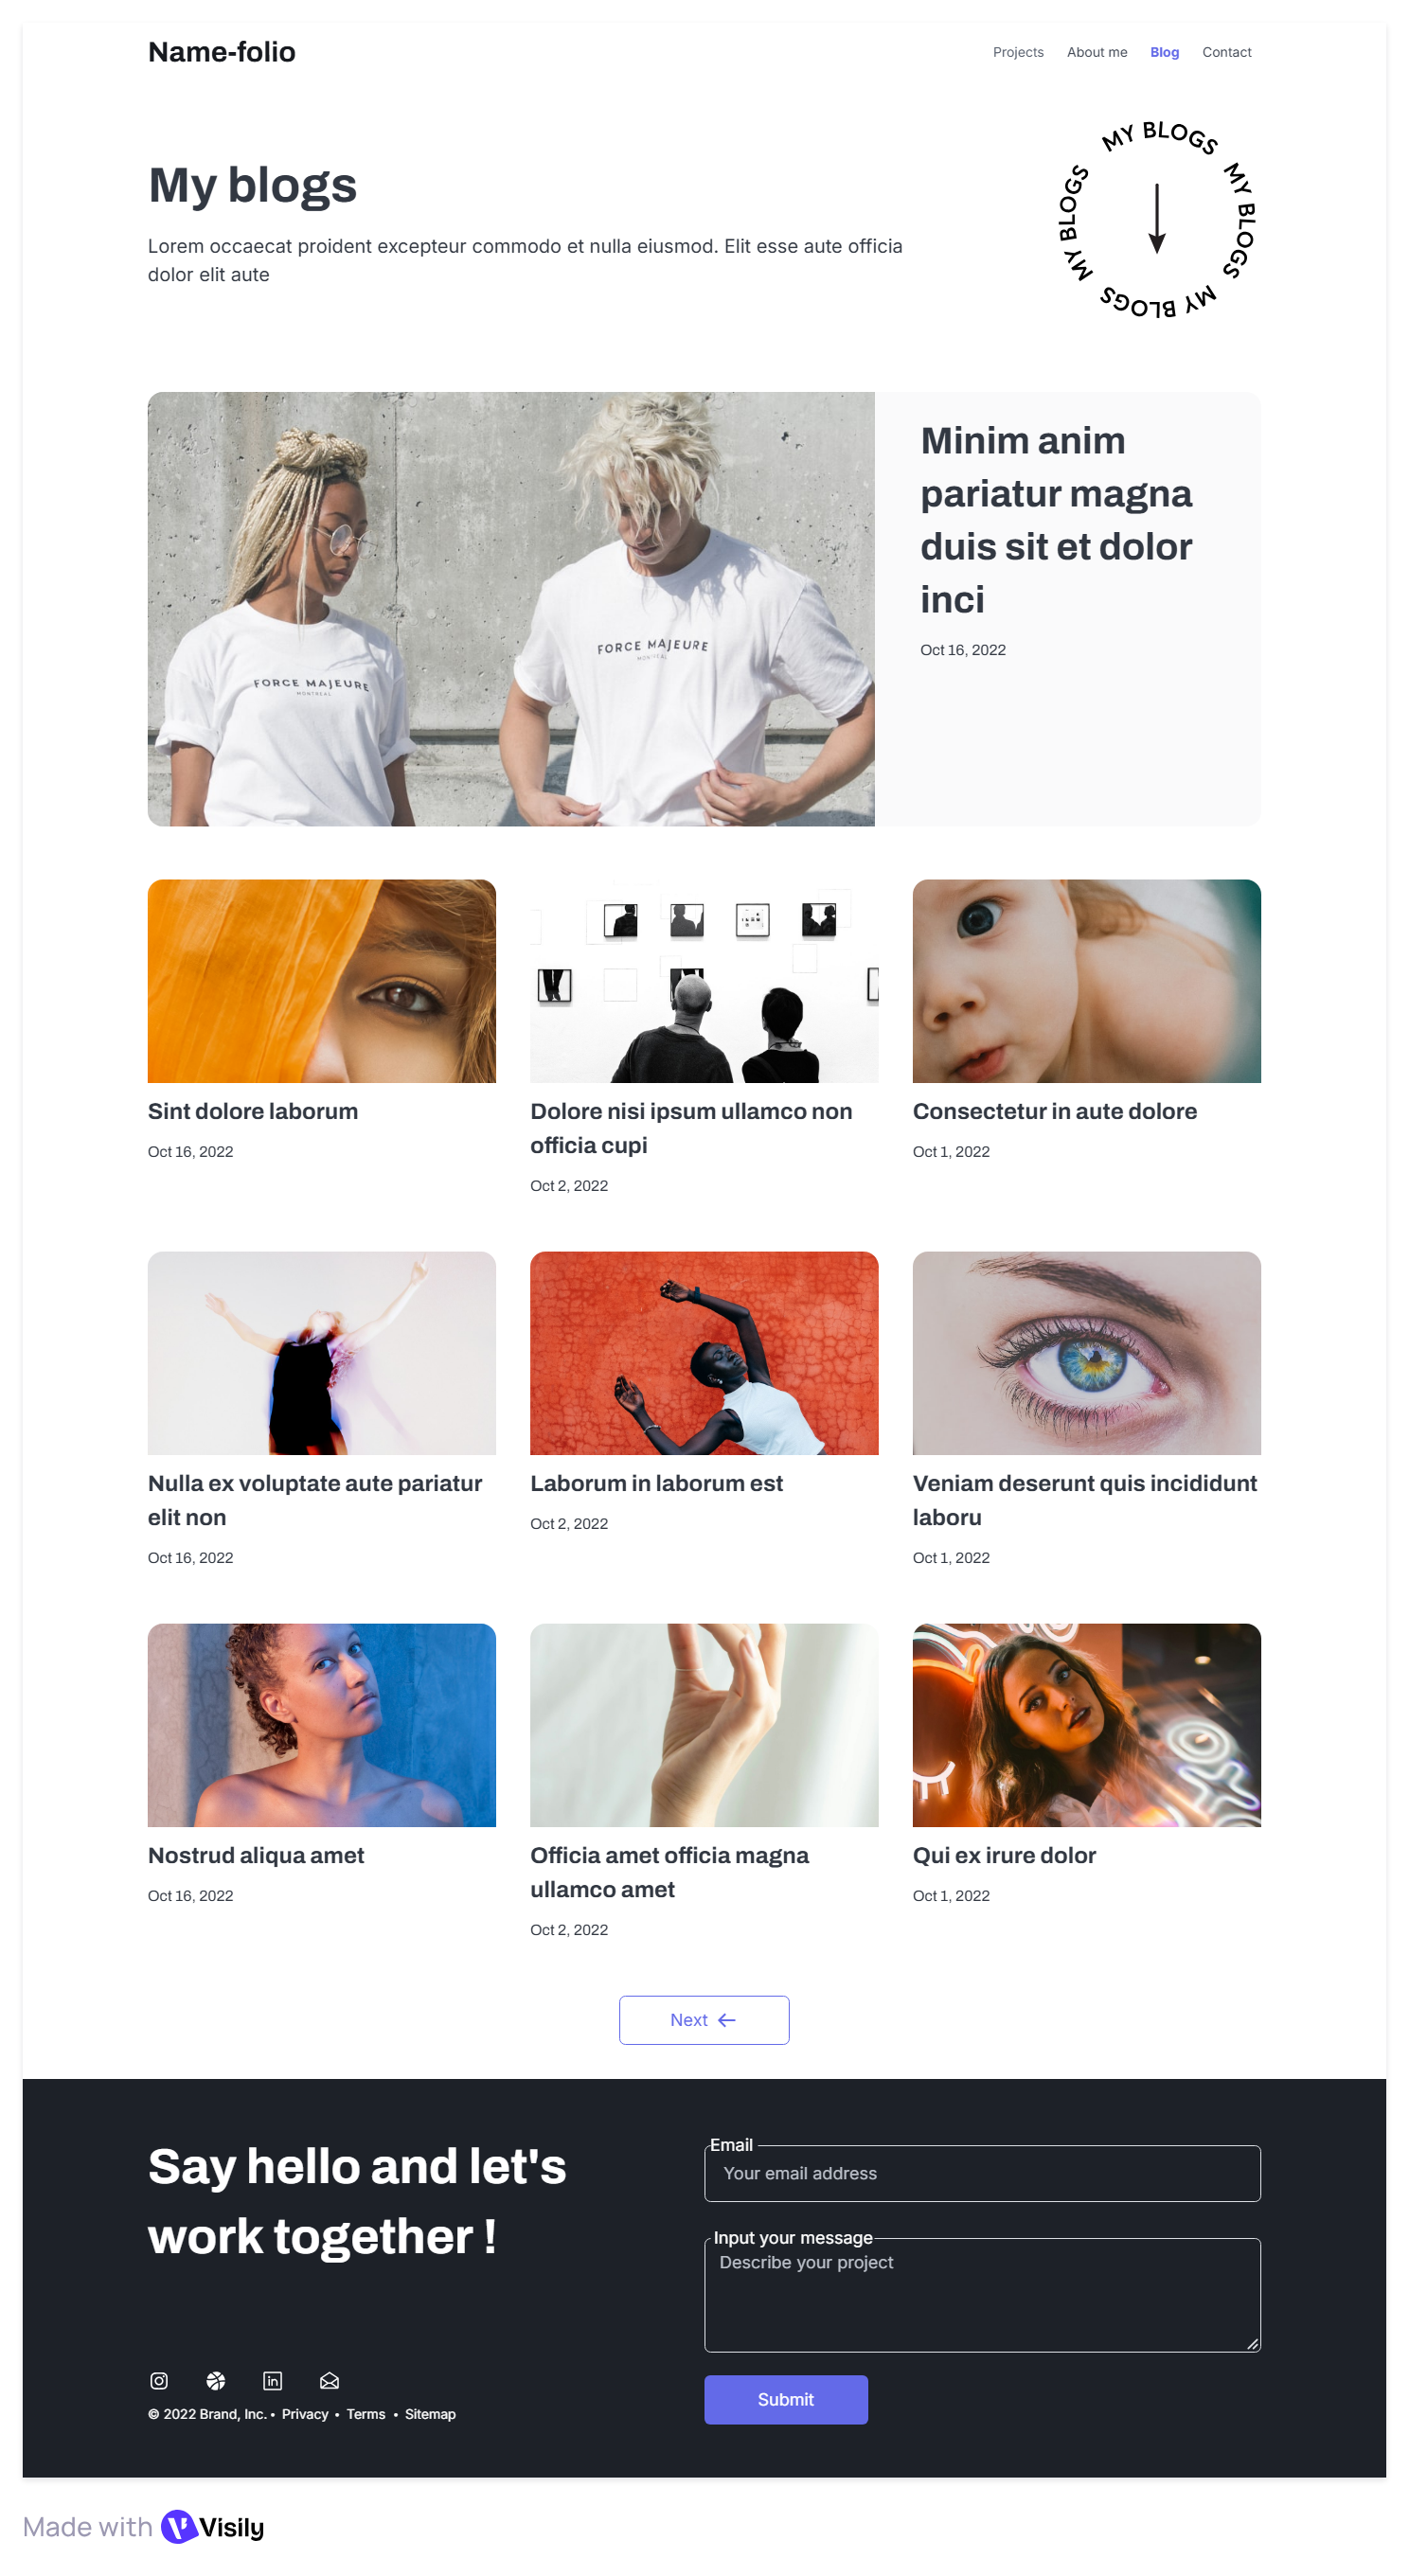 Name-folio
Projects About me Blog Contact
My blogs
Lorem occaecat proident excepteur commodo et nulla eiusmod. Elit esse aute officia
dolor elit aute
MY BLOGS MY BLOGS MY BLOGS MY BLOGS
FORCE MAJEURE
MONTREAL
FORCE MAJEURE
MONTREAL
Minim anim
pariatur magna
duis sit et dolor
inci
Oct 16, 2022
Sint dolore laborum
Oct 16, 2022
Dolore nisi ipsum ullamco non
officia cupi
Oct 2, 2022
Consectetur in aute dolore
Oct 1, 2022
Nulla ex voluptate aute pariatur
elit non
Oct 16, 2022
Laborum in laborum est
Oct 2, 2022
Veniam deserunt quis incididunt
laboru
Oct 1, 2022
Nostrud aliqua amet
Oct 16, 2022
Officia amet officia magna
ullamco amet
Oct 2, 2022
Qui ex irure dolor
Oct 1, 2022
Next
Say hello and let's
work together !
Email
Your email address
Input your message
Describe your project
Submit
© 2022 Brand, Inc. • Privacy • Terms • Sitemap
Made with Visily